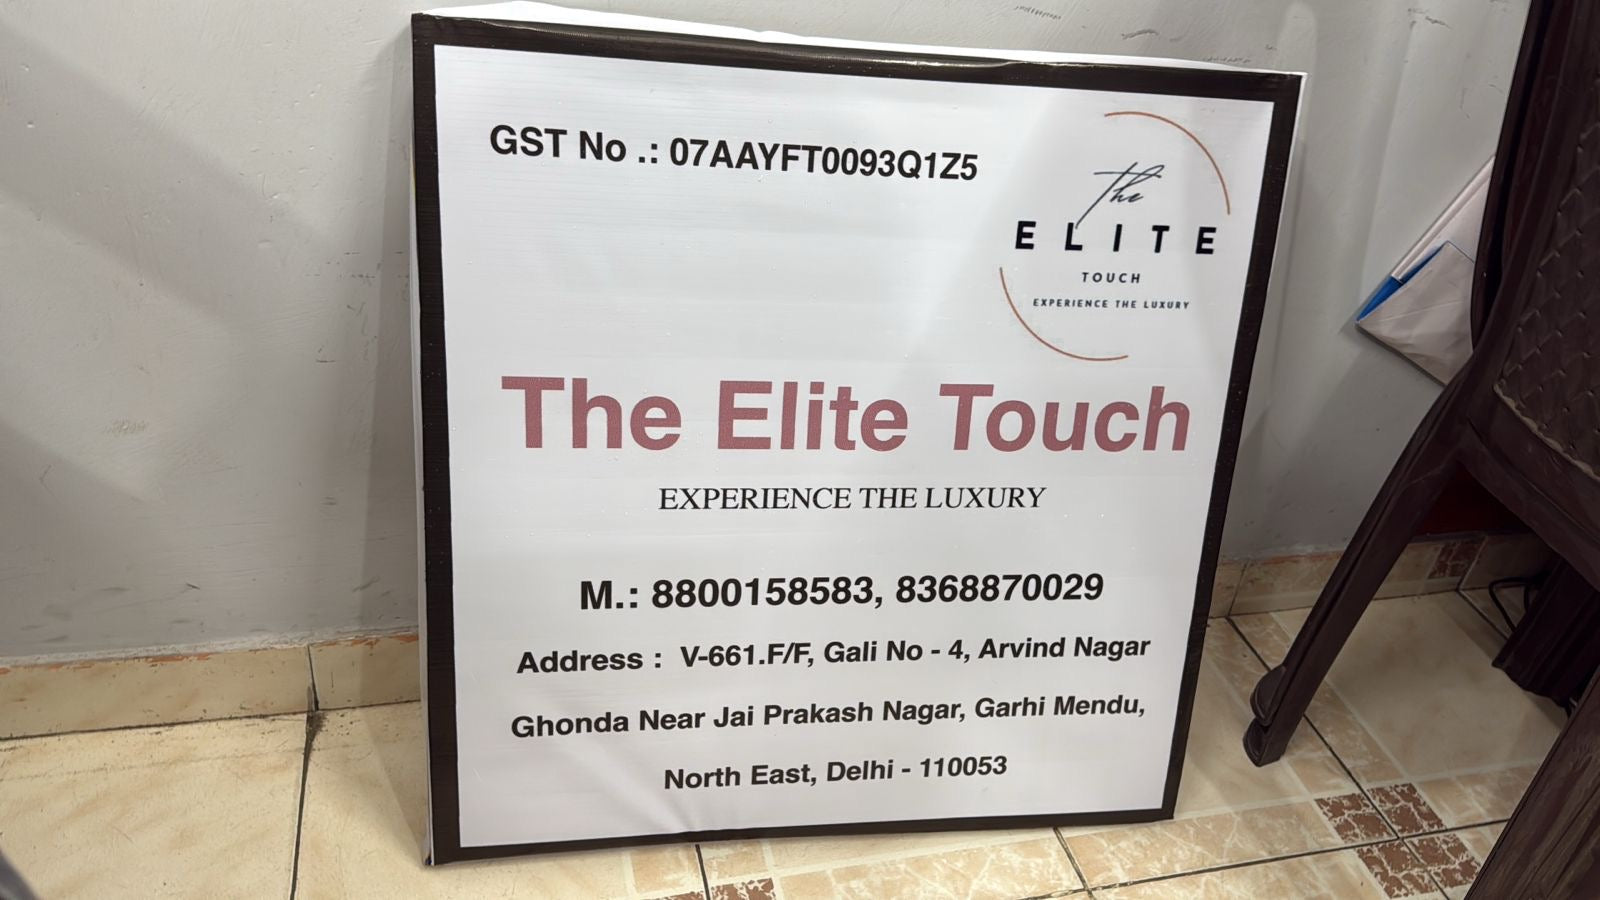 GST No .: 07AAYFT0093Q1Z5
The
ELITE
TOUCH
EXPERIENCE THE LUXURY
The Elite Touch
EXPERIENCE THE LUXURY
M.: 8800158583, 8368870029
Address : V-661.F/F, Gali No - 4, Arvind Nagar
Ghonda Near Jai Prakash Nagar, Garhi Mendu,
North East, Delhi - 110053